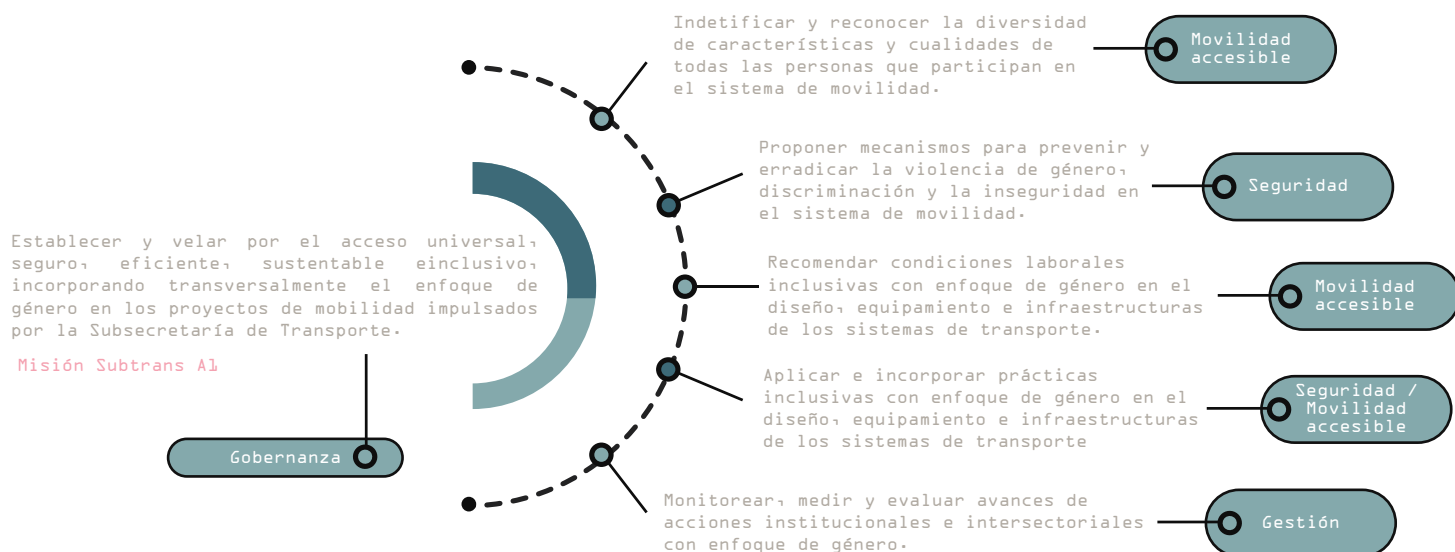 Indetificar y reconocer la diversidad
de características y cualidades de
todas las personas que participan en
el sistema de movilidad.
Movilidad
accesible
Proponer mecanismos para prevenir y
erradicar la violencia de género,
discriminación y la inseguridad en
el sistema de movilidad.
Seguridad
Establecer y velar por el acceso universal,
seguro, eficiente, sustentable einclusivo,
incorporando transversalmente el enfoque de
género en los proyectos de mobilidad impulsados
por la Subsecretaría de Transporte.
Misión Subtrans A1
Gobernanza
Recomendar condiciones laborales
inclusivas con enfoque de género en el
diseño, equipamiento e infraestructuras
de los sistemas de transporte.
Movilidad
accesible
Aplicar e incorporar prácticas
inclusivas con enfoque de género en el
diseño, equipamiento e infraestructuras
de los sistemas de transporte
Seguridad /
Movilidad
accesible
Monitorear, medir y evaluar avances de
acciones institucionales e intersectoriales
con enfoque de género.
Gestión